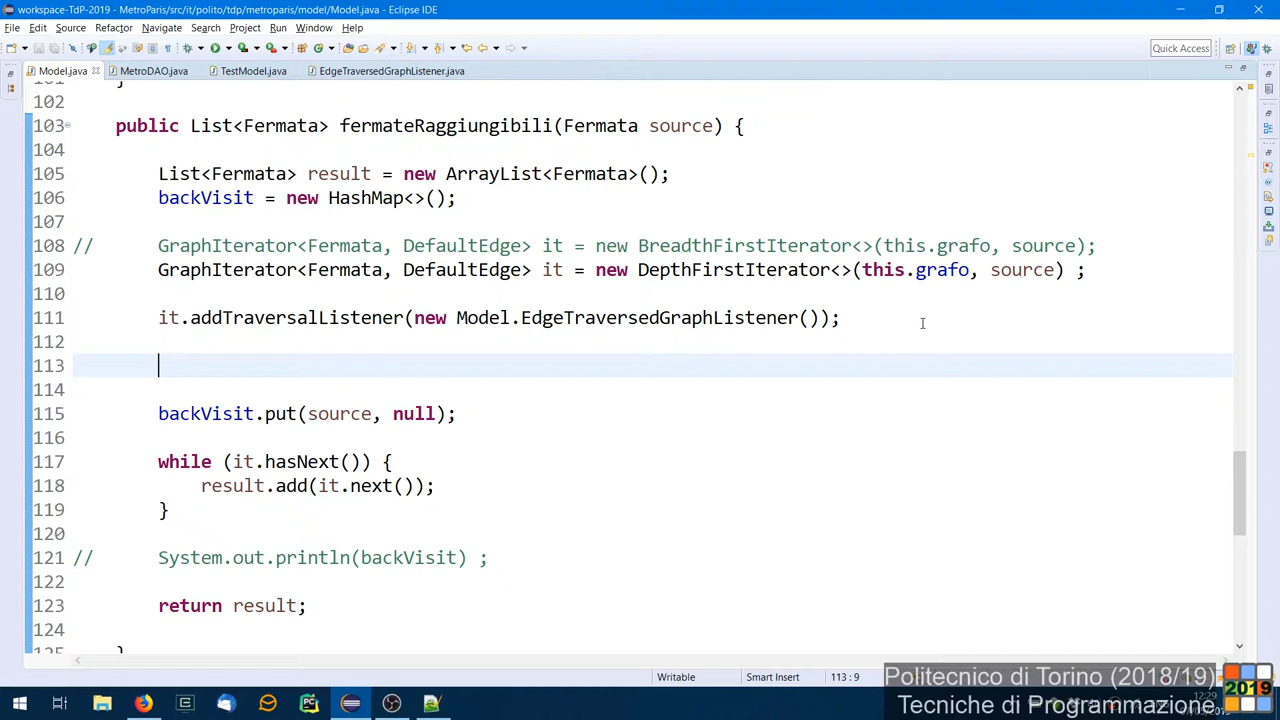 workspace-TdP-2019 - MetroParis/src/it/polito/tdp/metroparis/model/Model.java - Eclipse IDE
File Edit Source Refactor Navigate Search Project Run Window Help
Quick Access
Model.java MetroDAO.java TestModel.java EdgeTraversedGraphListener.java
102
103 public List<Fermata> fermateRaggiungibili(Fermata source) {
104
105 List<Fermata> result = new ArrayList<Fermata>();
106 backVisit = new HashMap<>();
107
108 // GraphIterator<Fermata, DefaultEdge> it = new BreadthFirstIterator<>(this.grafo, source);
109 GraphIterator<Fermata, DefaultEdge> it = new DepthFirstIterator<>(this.grafo, source) ;
110
111 it.addTraversalListener(new Model.EdgeTraversedGraphListener());
112
113
114
115 backVisit.put(source, null);
116
117 while (it.hasNext()) {
118 result.add(it.next());
119 }
120
121 // System.out.println(backVisit) ;
122
123 return result;
124
125 }
Writable Smart Insert 113 : 9
Politecnico di Torino (2018/19)
Tecniche di Programmazione
2019
12:29